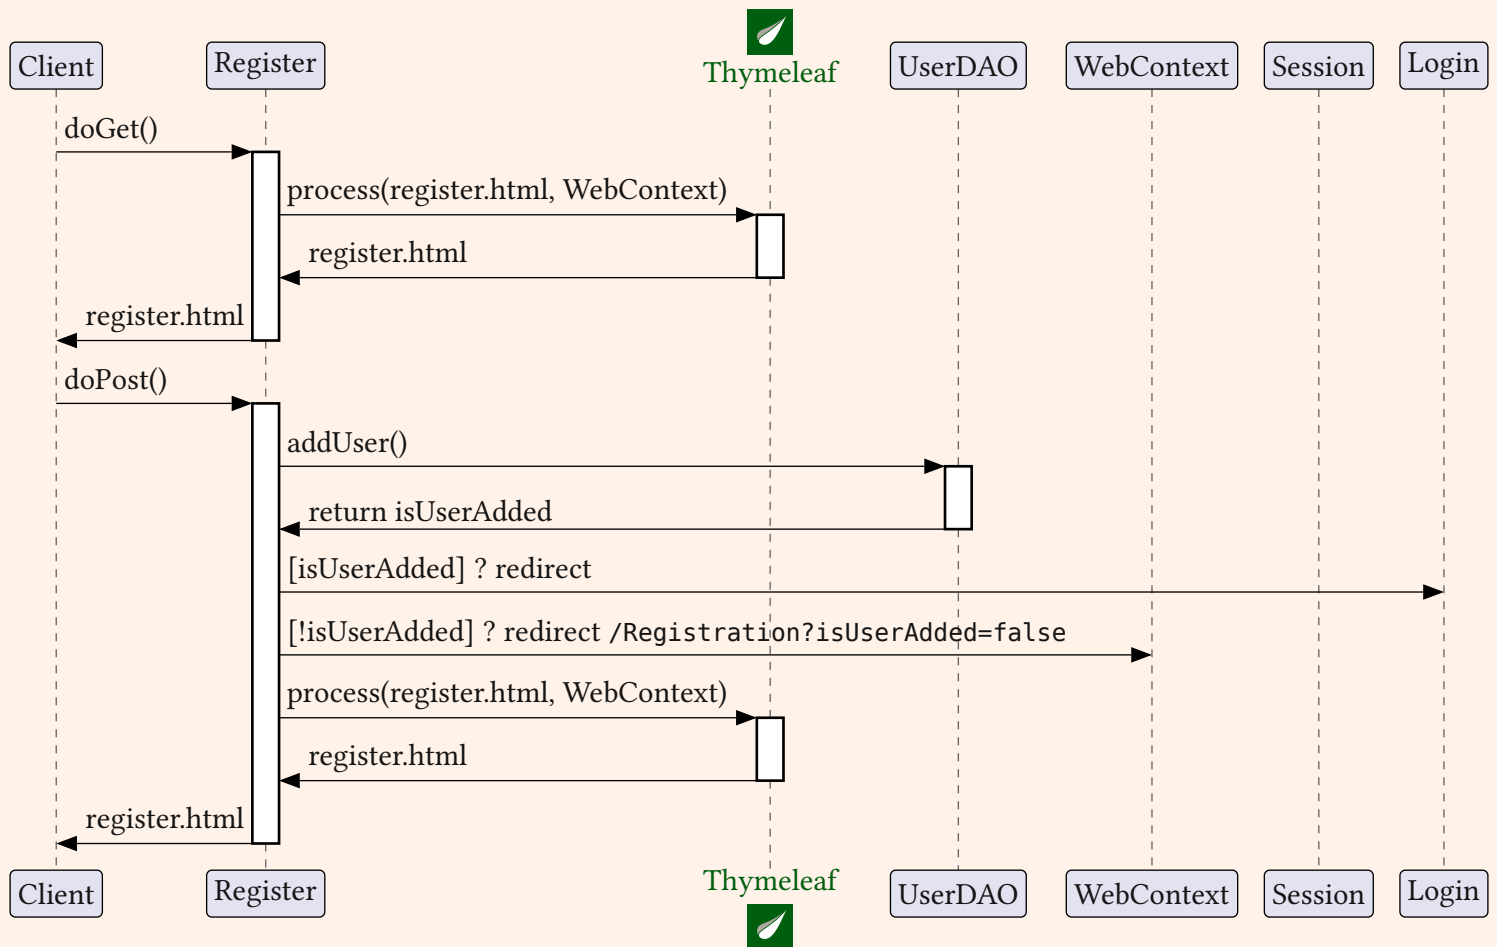 Client
Register
Thymeleaf
UserDAO
WebContext
Session
Login
doGet()
process(register.html, WebContext)
register.html
register.html
doPost()
addUser()
return isUserAdded
[isUserAdded] ? redirect
[!isUserAdded] ? redirect /Registration?isUserAdded=false
process(register.html, WebContext)
register.html
register.html
Client
Register
Thymeleaf
UserDAO
WebContext
Session
Login